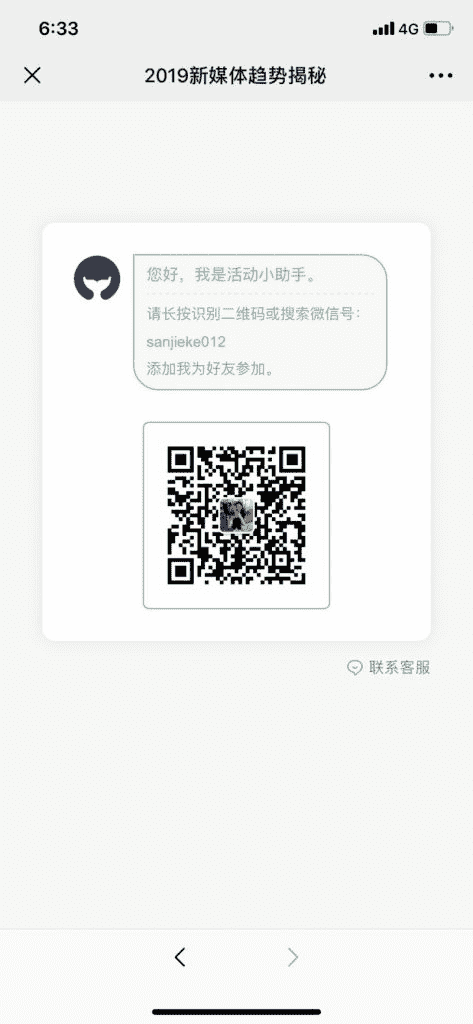 6:33
4G
2019新媒体趋势揭秘
您好，我是活动小助手。
请长按识别二维码或搜索微信号：
sanjieke012
添加我为好友参加。
联系客服